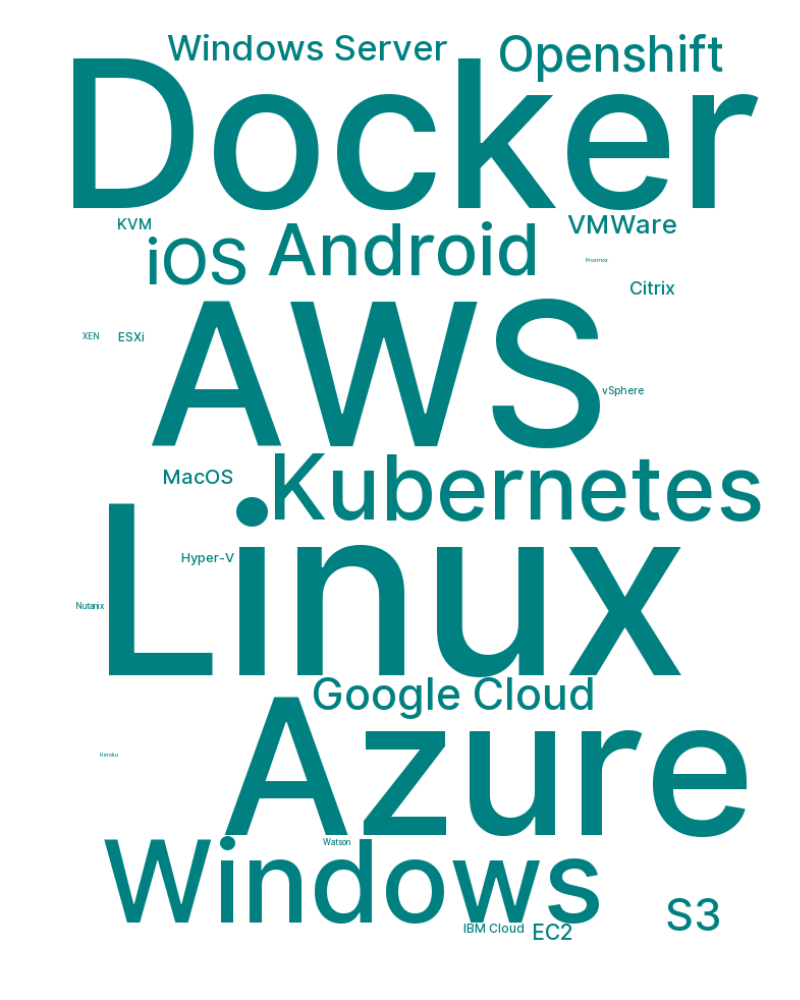 Windows Server
Openshift
Docker
KVM
VMWare
iOS
Android
Proxmox
Citrix
AWS
XEN
ESXi
vSphere
Kubernetes
MacOS
Linux
Hyper-V
Nutanix
Google Cloud
Azure
Heroku
Windows
Watson
S3
IBM Cloud
EC2